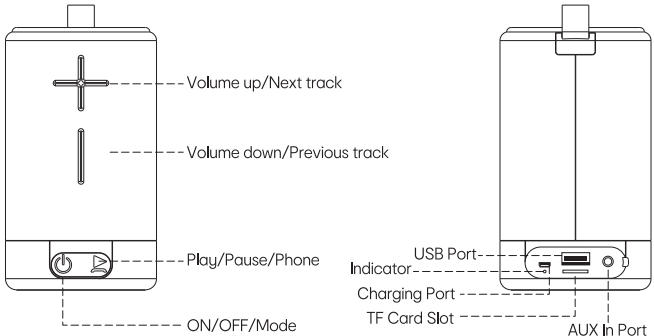 Volume up/Next track
Volume down/Previous track
Play/Pause/Phone
ON/OFF/Mode
USB Port
Indicator
Charging Port
TF Card Slot
AUX In Port